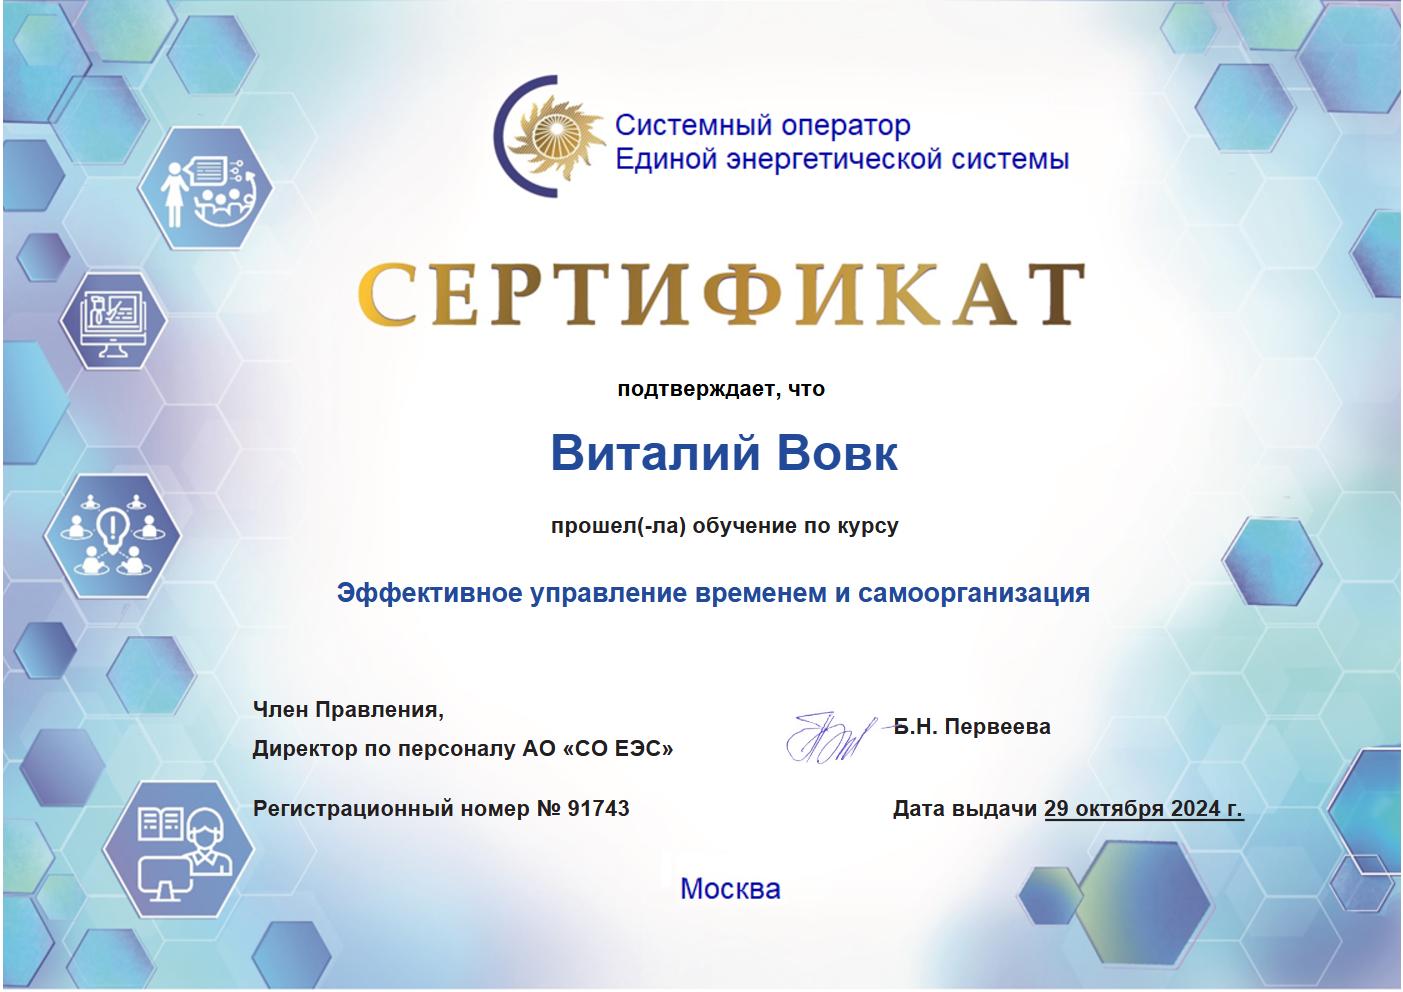 Системный оператор
Единой энергетической системы
СЕРТИФИКАТ
подтверждает, что
Виталий Вовк
прошел(-ла) обучение по курсу
Эффективное управление временем и самоорганизация
Член Правления,
Директор по персоналу АО «СО ЕЭС»
Б.Н. Первеева
Регистрационный номер № 91743
Дата выдачи 29 октября 2024 г.
Москва